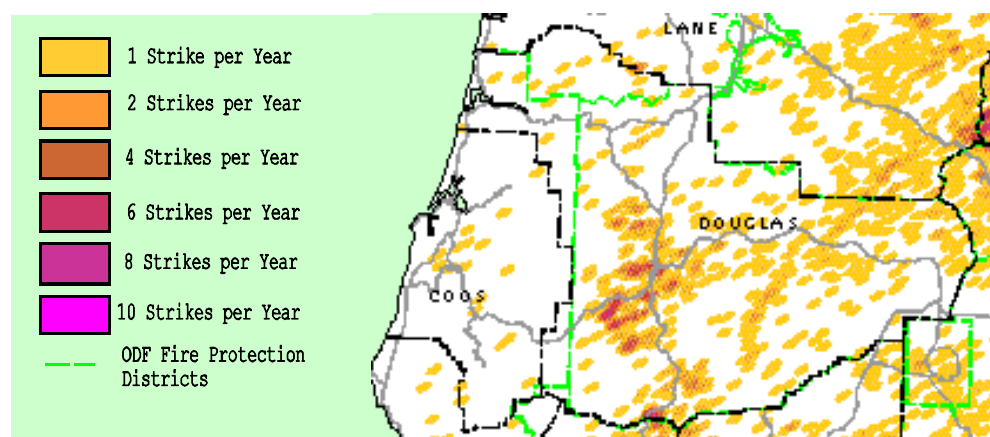 1 Strike per Year
2 Strikes per Year
4 Strikes per Year
6 Strikes per Year
8 Strikes per Year
10 Strikes per Year
ODF Fire Protection
Districts
LANE
DOUGLAS
COOS